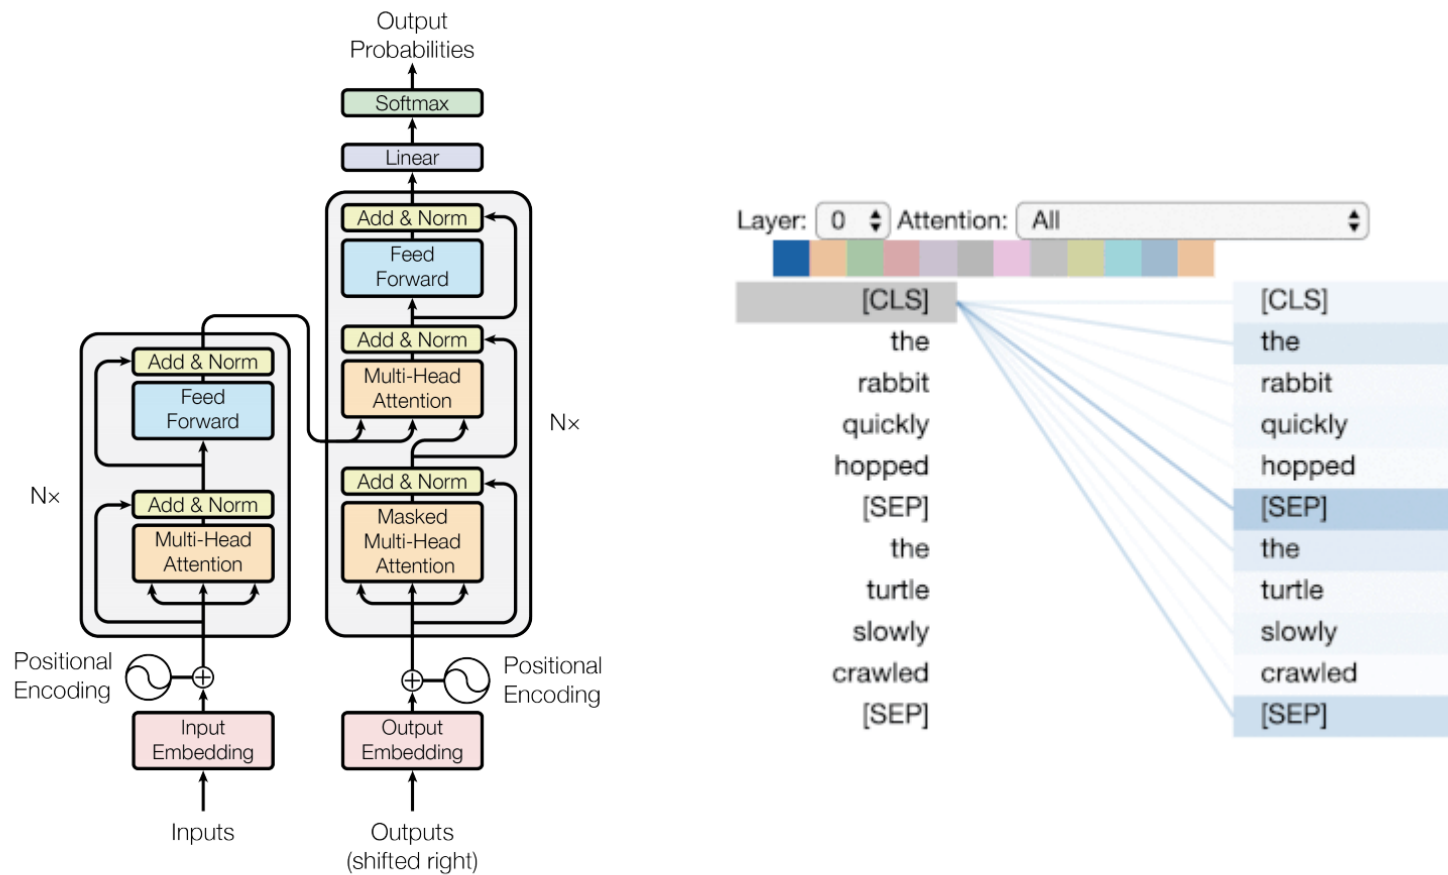 Output
Probabilities
Softmax
Linear
Add & Norm
Feed
Forward
Add & Norm
Multi-Head
Attention
Add & Norm
Masked
Multi-Head
Attention
Nx
Positional
Encoding
Output
Embedding
Outputs
(shifted right)
Add & Norm
Feed
Forward
Add & Norm
Multi-Head
Attention
Nx
Positional
Encoding
Input
Embedding
Inputs
Layer: 0 Attention: All
[CLS] [CLS]
the the
rabbit rabbit
quickly quickly
hopped hopped
[SEP] [SEP]
the the
turtle turtle
slowly slowly
crawled crawled
[SEP] [SEP]